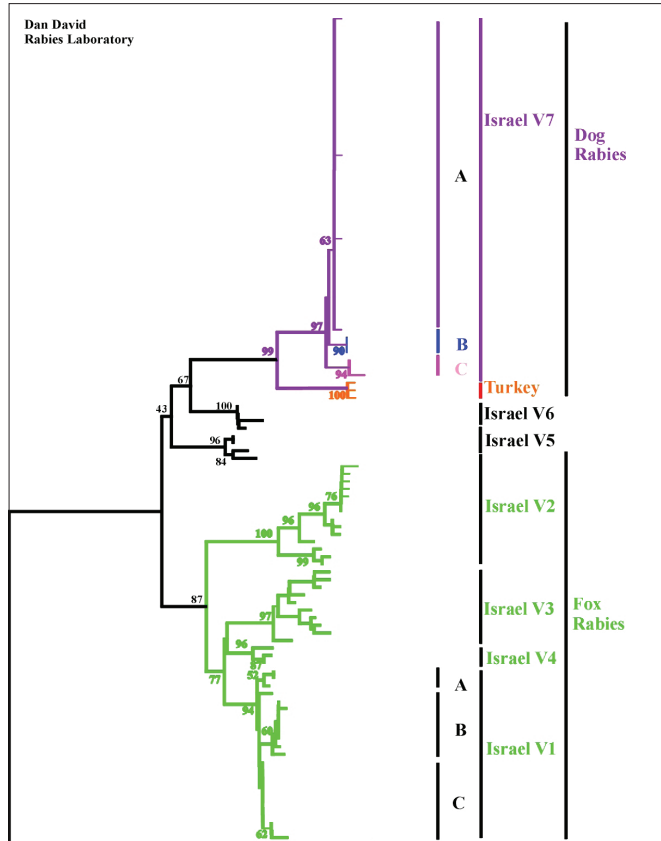 Dan David
Rabies Laboratory
Israel V7
Dog
Rabies
A
63
97
B
90
99
C
94
67
Turkey
100
43
100
Israel V6
96
Israel V5
84
76
96
Israel V2
96
100
99
Israel V3
Fox
Rabies
87
97
96
Israel V4
87
77
52
A
94
B
60
Israel V1
C
62